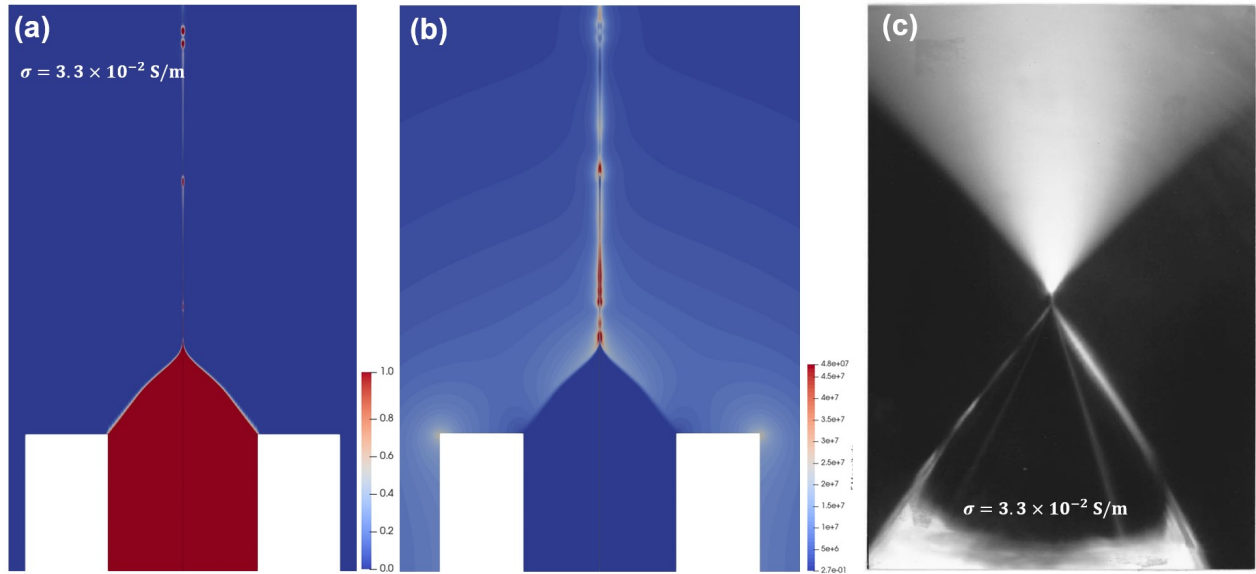 (a)
σ = 3.3 × 10⁻² S/m
1.0
0.8
0.6
0.4
0.2
0.0
(b)
4.8e+07
4.5e+7
4e+7
3.5e+7
3e+7
2.5e+7
2e+7
1.5e+7
1e+7
5e+6
2.7e-01
(c)
σ = 3.3 × 10⁻² S/m